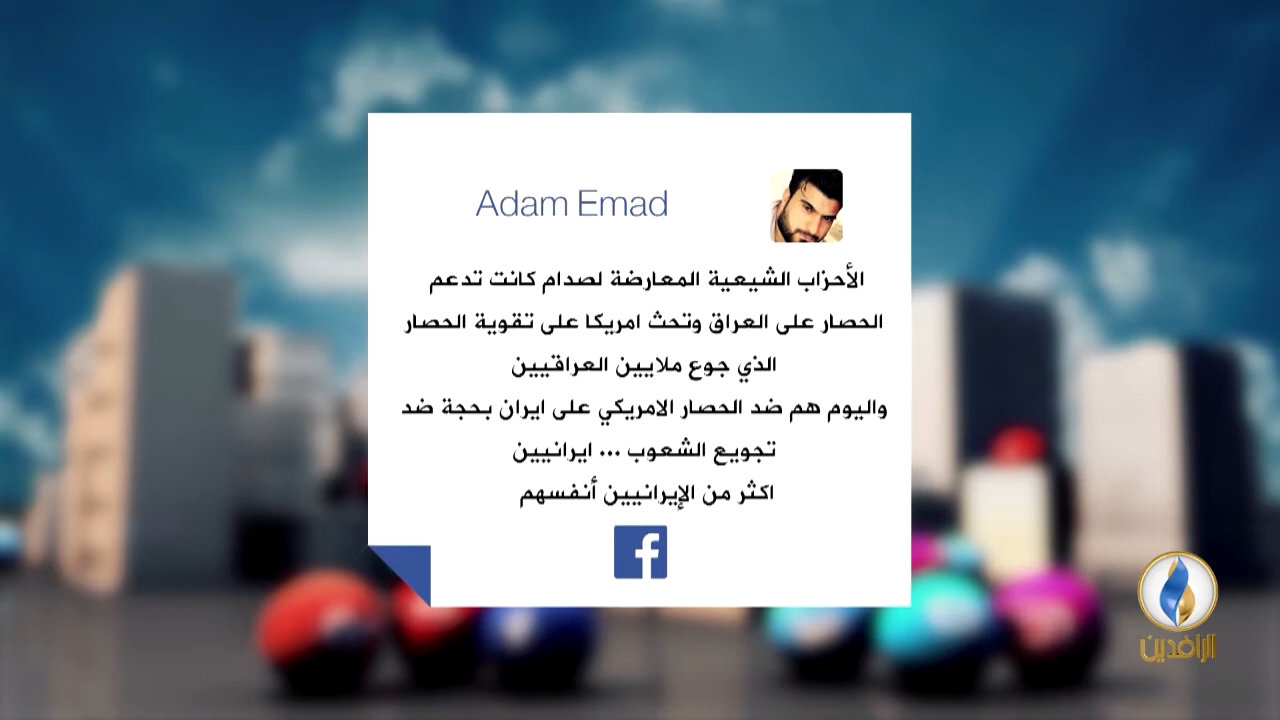 Adam Emad
الأحزاب الشيعية المعارضة لصدام كانت تدعم
الحصار على العراق وتحث امريكا على تقوية الحصار
الذي جوع ملايين العراقيين
واليوم هم ضد الحصار الامريكي على ايران بحجة ضد
تجويع الشعوب ... ايرانيين
اكثر من الإيرانيين أنفسهم
f
الرافدين